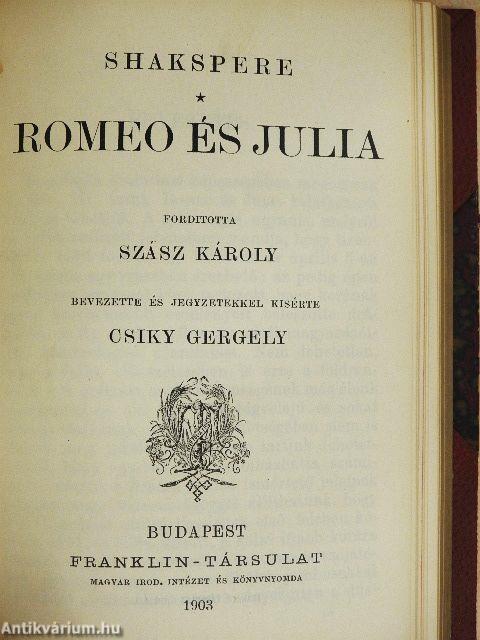 SHAKSPERE
★
ROMEO ÉS JULIA
FORDITOTTA
SZÁSZ KÁROLY
BEVEZETTE ÉS JEGYZETEKKEL KISÉRTE
CSIKY GERGELY
BUDAPEST
FRANKLIN-TÁRSULAT
MAGYAR IROD. INTÉZET ÉS KÖNYVNYOMDA
1903
Antikvárium.hu